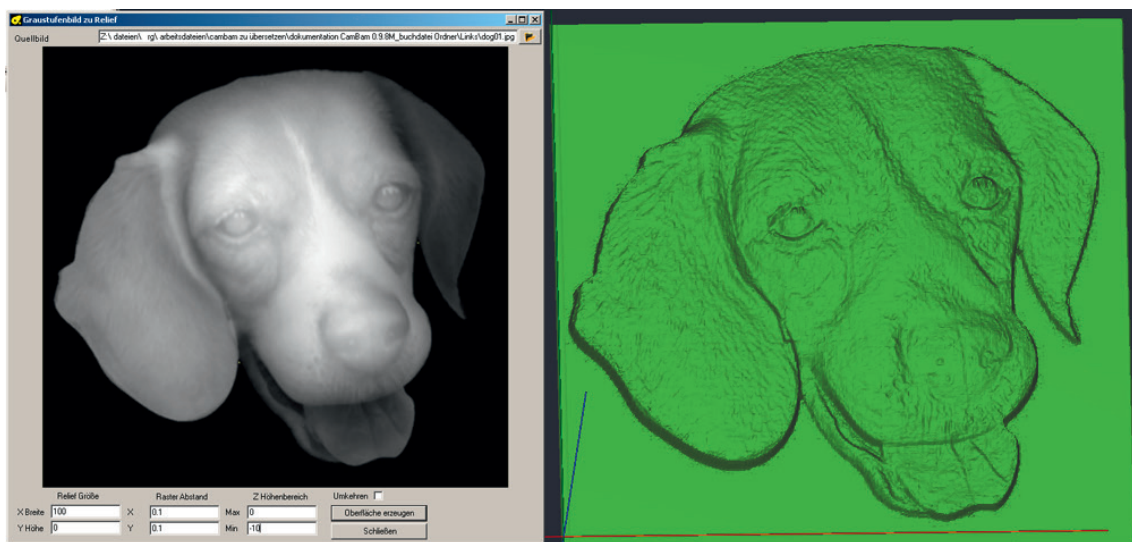 Graustufenbild zu Relief
Quellbild Z:\ dateien\ rg\ arbeitsdateien\cambam zu übersetzen\dokumentation CamBam 0.9.8M_buchdatei Ordner\Links\dog01.jpg
Relief Größe Raster Abstand Z Höhenbereich Umkehren
X Breite 100 X 0.1 Max 0 Oberfläche erzeugen
Y Höhe 0 Y 0.1 Min -10 Schließen